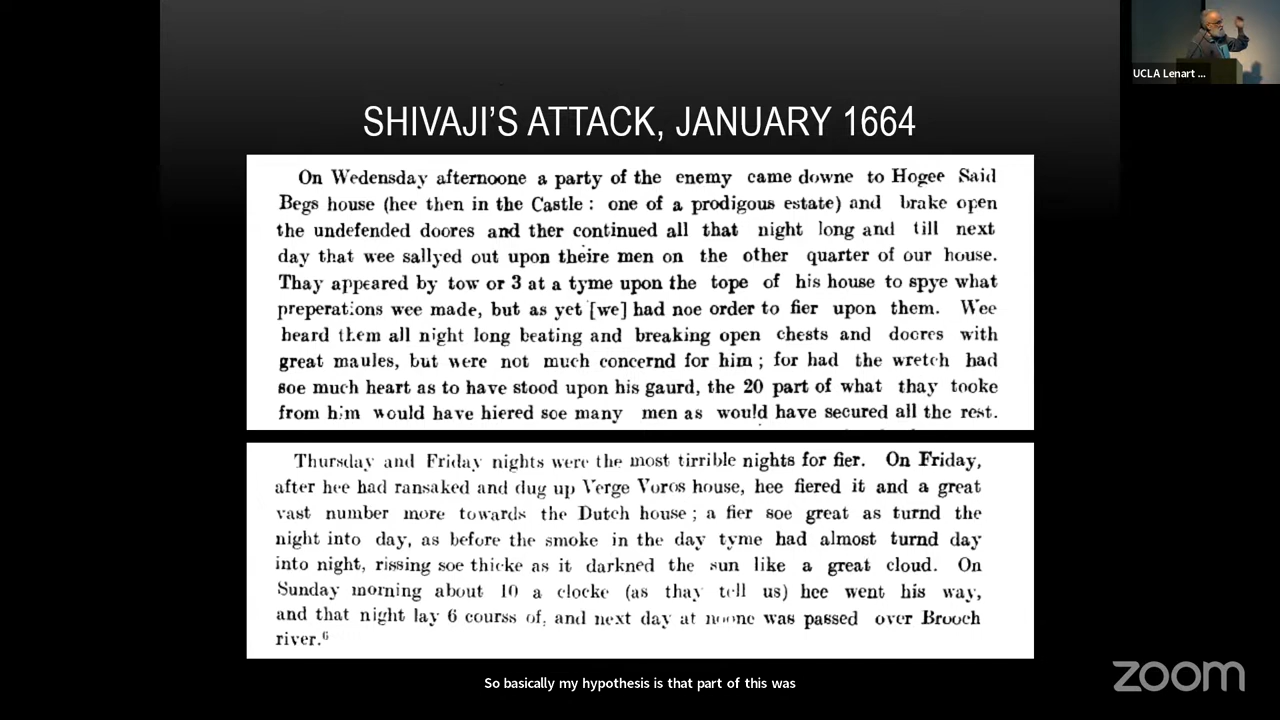 UCLA Lenart ...
SHIVAJI'S ATTACK, JANUARY 1664
On Wedensday afternoone a party of the enemy came downe to Hogee Said
Begs house (hee then in the Castle : one of a prodigous estate) and brake open
the undefended doores and ther continued all that night long and till next
day that wee sallyed out upon theire men on the other quarter of our house.
Thay appeared by tow or 3 at a tyme upon the tope of his house to spye what
preperations wee made, but as yet [we] had noe order to fier upon them. Wee
heard them all night long beating and breaking open chests and doores with
great maules, but were not much concernd for him ; for had the wretch had
soe much heart as to have stood upon his gaurd, the 20 part of what thay tooke
from him would have hiered soe many men as would have secured all the rest.
Thursday and Friday nights were the most tirrible nights for fier. On Friday,
after hee had ransaked and dug up Verge Voros house, hee fiered it and a great
vast number more towards the Dutch house ; a fier soe great as turnd the
night into day, as before the smoke in the day tyme had almost turnd day
into night, rissing soe thicke as it darkned the sun like a great cloud. On
Sunday morning about 10 a clocke (as thay tell us) hee went his way,
and that night lay 6 courss of, and next day at noone was passed over Brooch
river.6
So basically my hypothesis is that part of this was
zoom